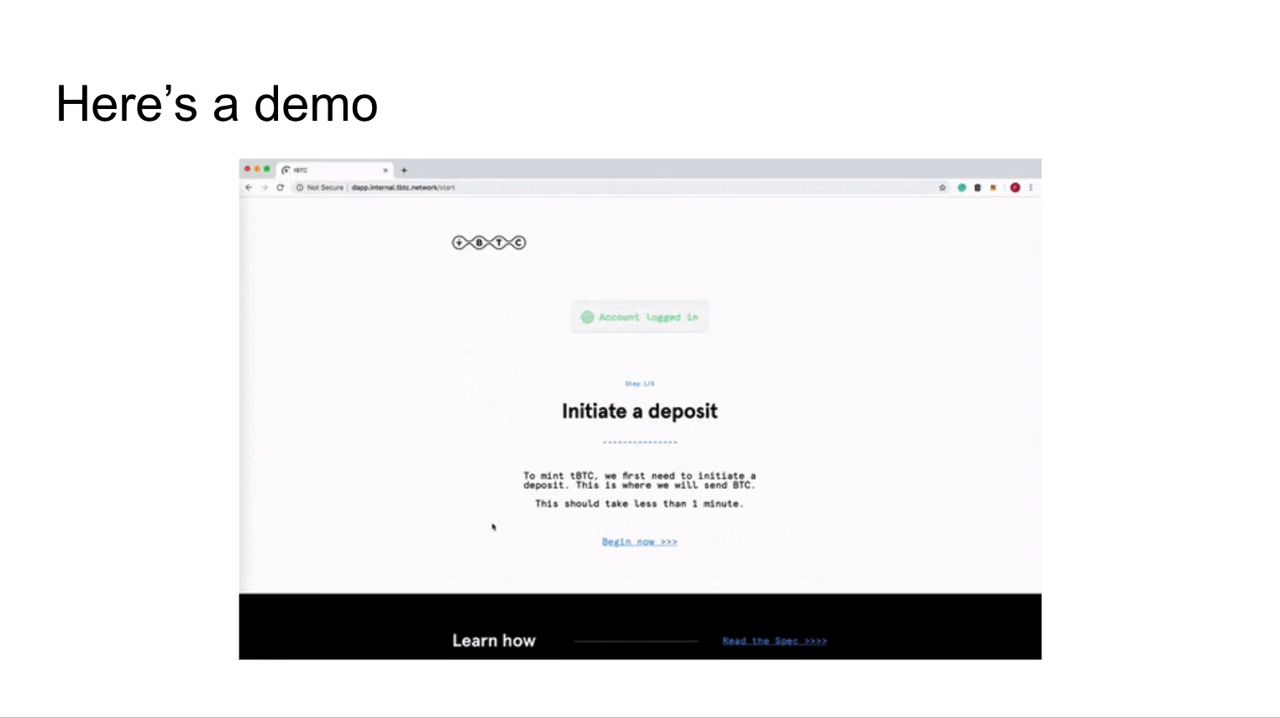 Here’s a demo
tBTC
Not Secure | dapp.internal.tbtc.network/start
B T C
Account logged in
Step 1/5
Initiate a deposit
To mint tBTC, we first need to initiate a
deposit. This is where we will send BTC.
This should take less than 1 minute.
Begin now >>>
Learn how
Read the Spec >>>>